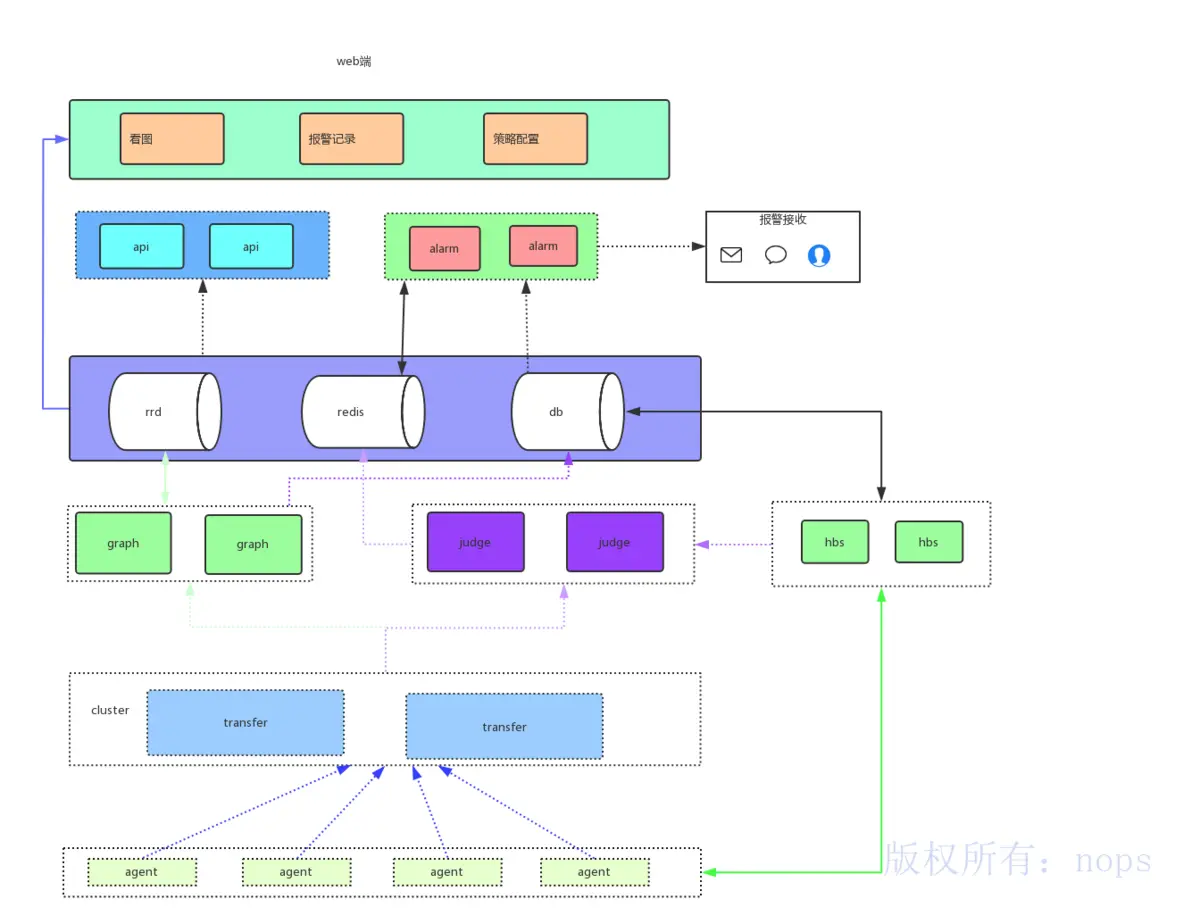 web端
看图
报警记录
策略配置
api
api
alarm
alarm
报警接收
rrd
redis
db
graph
graph
judge
judge
hbs
hbs
cluster
transfer
transfer
agent
agent
agent
agent
版权所有：nops